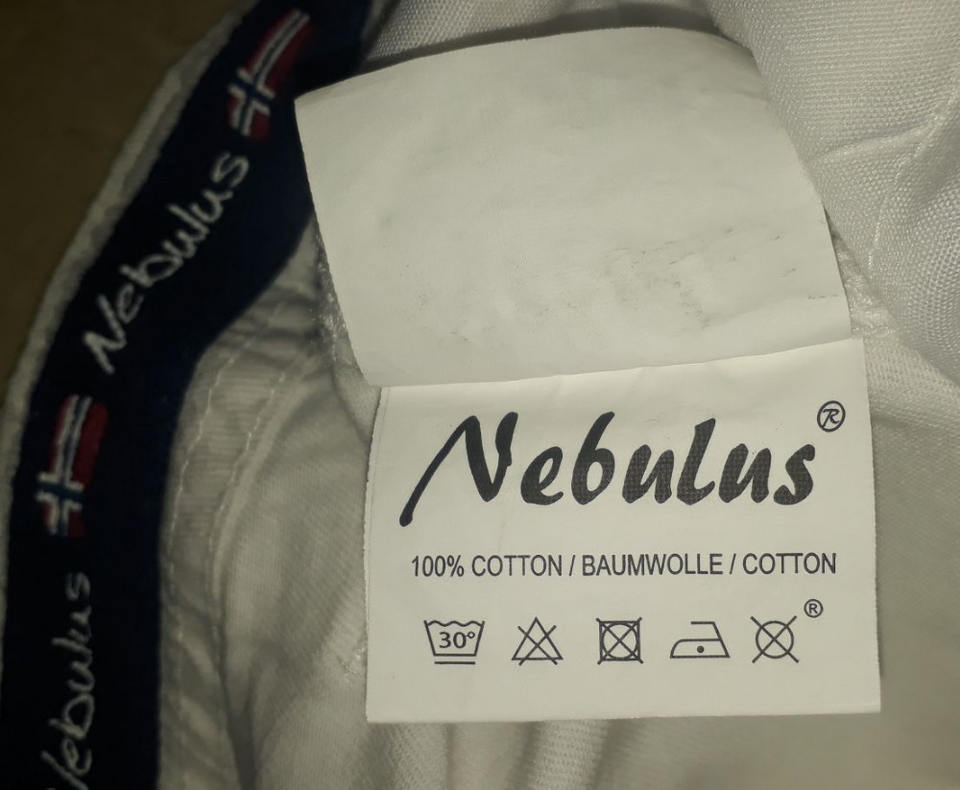 Nebulus
Nebulus
Nebulus®
100% COTTON / BAUMWOLLE / COTTON
30°
®